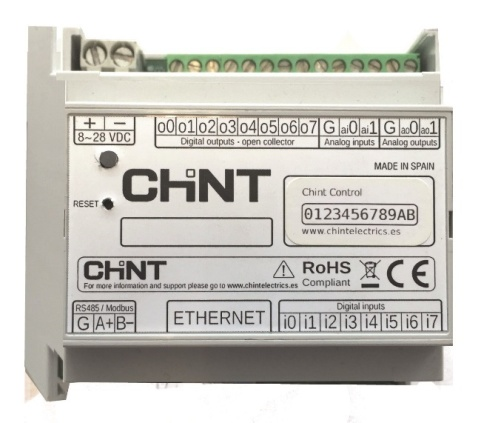 + −
8~28 VDC
o0 o1 o2 o3 o4 o5 o6 o7
Digital outputs - open collector
G ai0 ai1
Analog inputs
G ao0 ao1
Analog outputs
MADE IN SPAIN
CHiNT
RESET
Chint Control
0123456789AB
www.chintelectrics.es
CHiNT
For more information and support please go to www.chintelectrics.es
RoHS
Compliant
CE
RS485 / Modbus
G A+ B−
ETHERNET
Digital inputs
i0 i1 i2 i3 i4 i5 i6 i7